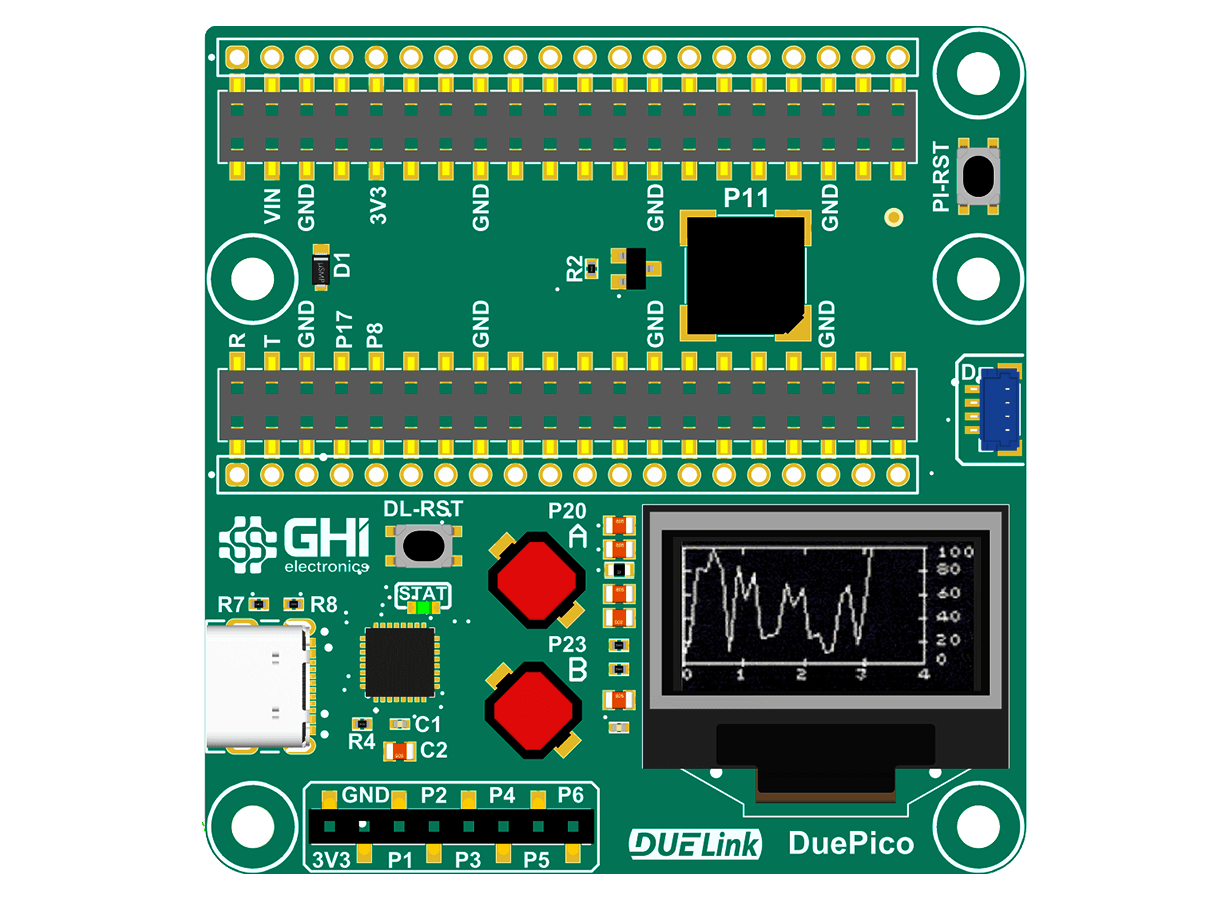 VIN
GND
3V3
GND
GND
P11
GND
PI-RST
D1
R2
R
T
GND
P17
P8
GND
GND
GND
D
DL-RST
P20
A
GHI
electronics
STAT
R7
R8
P23
B
100
80
60
40
20
0
0 1 2 3 4
R4
C1
C2
GND P2 P4 P6
3V3 P1 P3 P5
DUELink
DuePico